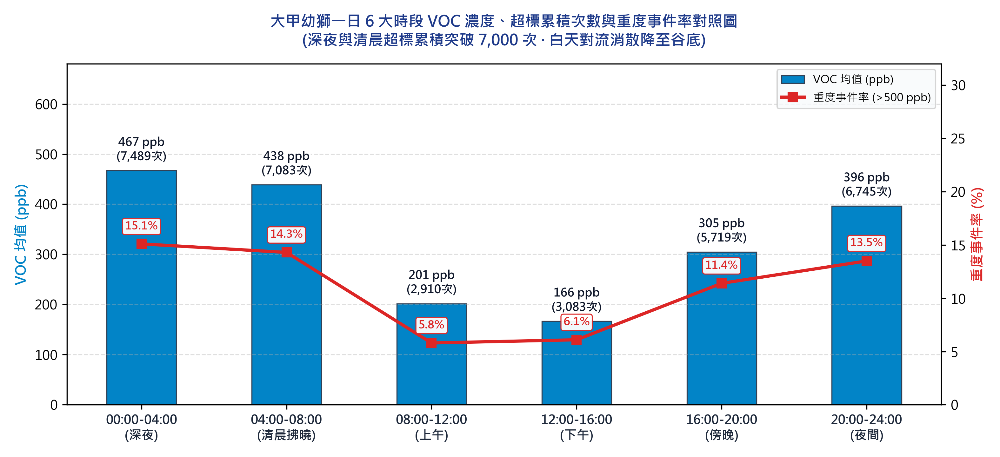 大甲幼獅一日 6 大時段 VOC 濃度、超標累積次數與重度事件率對照圖
(深夜與清晨超標累積突破 7,000 次 · 白天對流消散降至谷底)
VOC 均值 (ppb)
重度事件率 (>500 ppb)
VOC 均值 (ppb)
600
500
400
300
200
100
0
467 ppb
(7,489次)
438 ppb
(7,083次)
201 ppb
(2,910次)
166 ppb
(3,083次)
305 ppb
(5,719次)
396 ppb
(6,745次)
15.1%
14.3%
5.8%
6.1%
11.4%
13.5%
30
25
20
15
10
5
0
重度事件率 (%)
00:00-04:00
(深夜)
04:00-08:00
(清晨拂曉)
08:00-12:00
(上午)
12:00-16:00
(下午)
16:00-20:00
(傍晚)
20:00-24:00
(夜間)